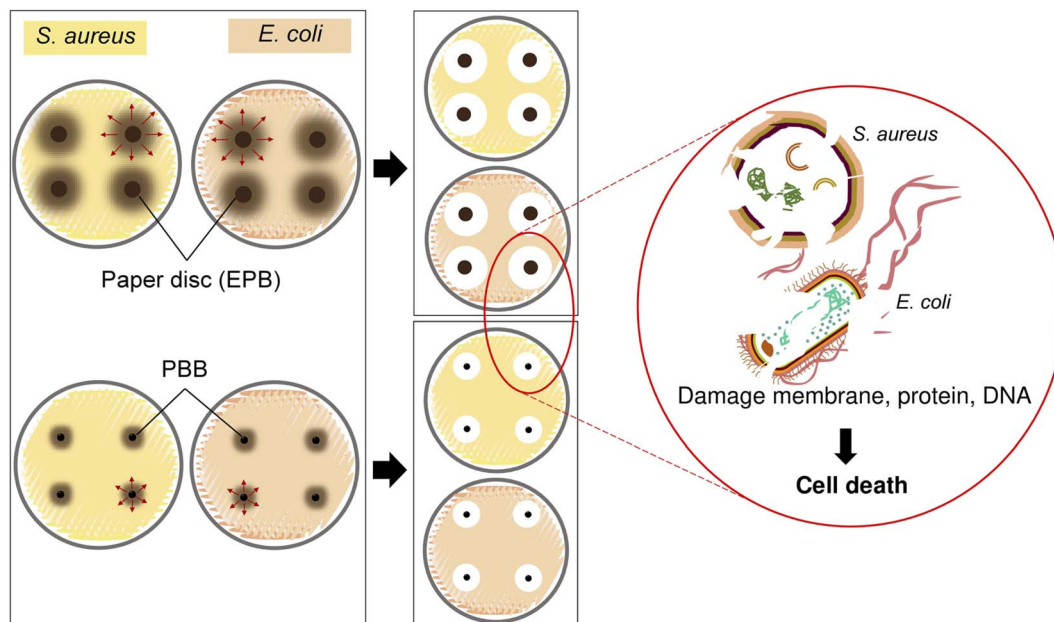 S. aureus
E. coli
Paper disc (EPB)
PBB
S. aureus
E. coli
Damage membrane, protein, DNA
Cell death